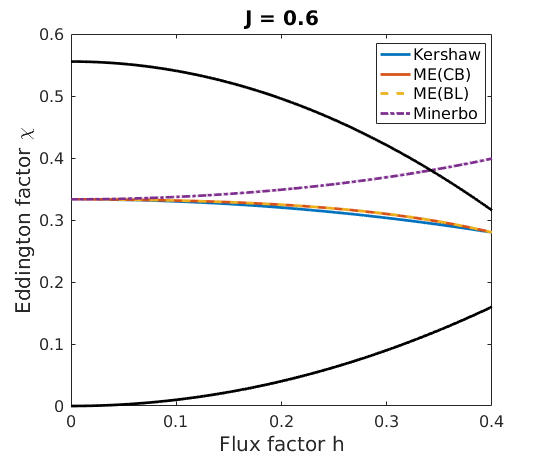 J = 0.6
Eddington factor χ
0.6
0.5
0.4
0.3
0.2
0.1
0
Kershaw
ME(CB)
ME(BL)
Minerbo
0 0.1 0.2 0.3 0.4
Flux factor h